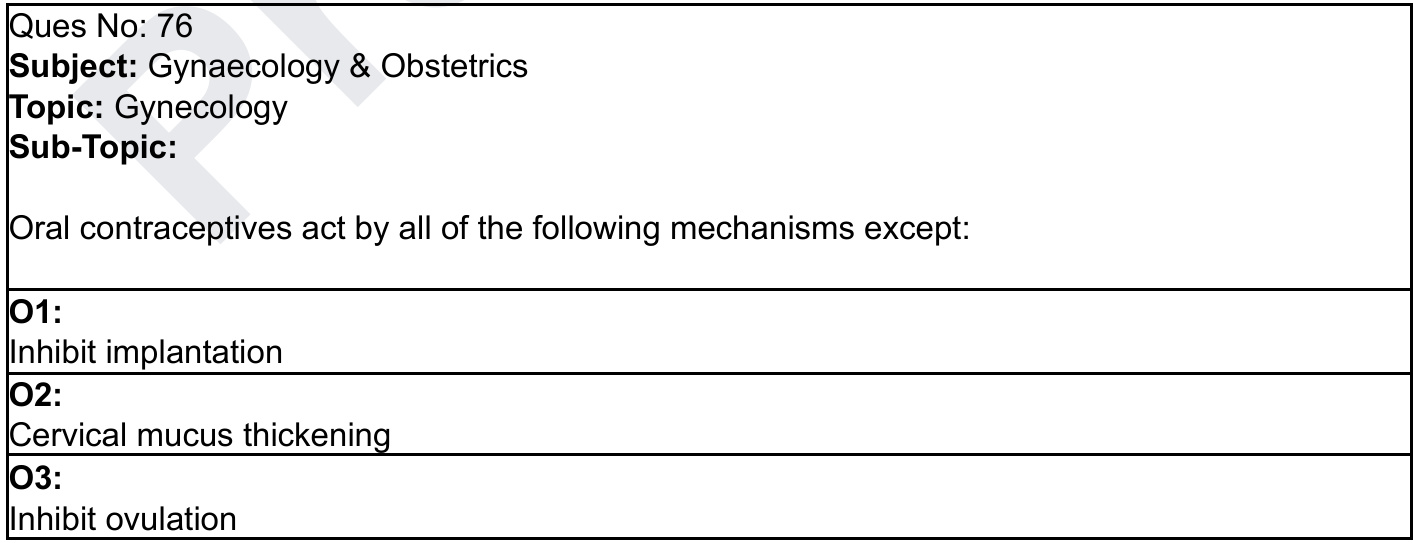 Ques No: 76
Subject: Gynaecology & Obstetrics
Topic: Gynecology
Sub-Topic:
Oral contraceptives act by all of the following mechanisms except:
O1:
Inhibit implantation
O2:
Cervical mucus thickening
O3:
Inhibit ovulation